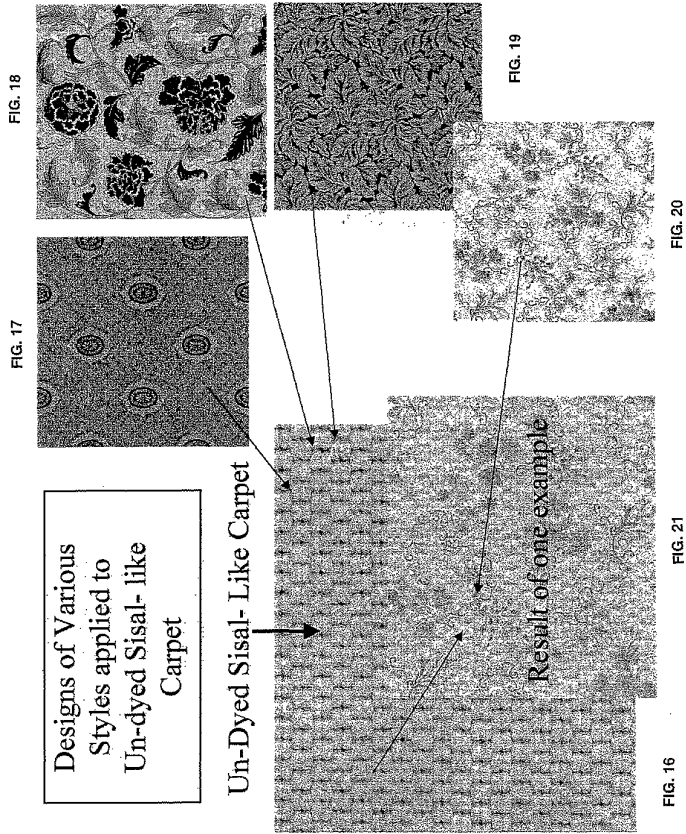 FIG. 18
FIG. 19
FIG. 17
FIG. 20
Designs of Various
Styles applied to
Un-dyed Sisal- like
Carpet
Un-Dyed Sisal- Like Carpet
Result of one example
FIG. 16
FIG. 21